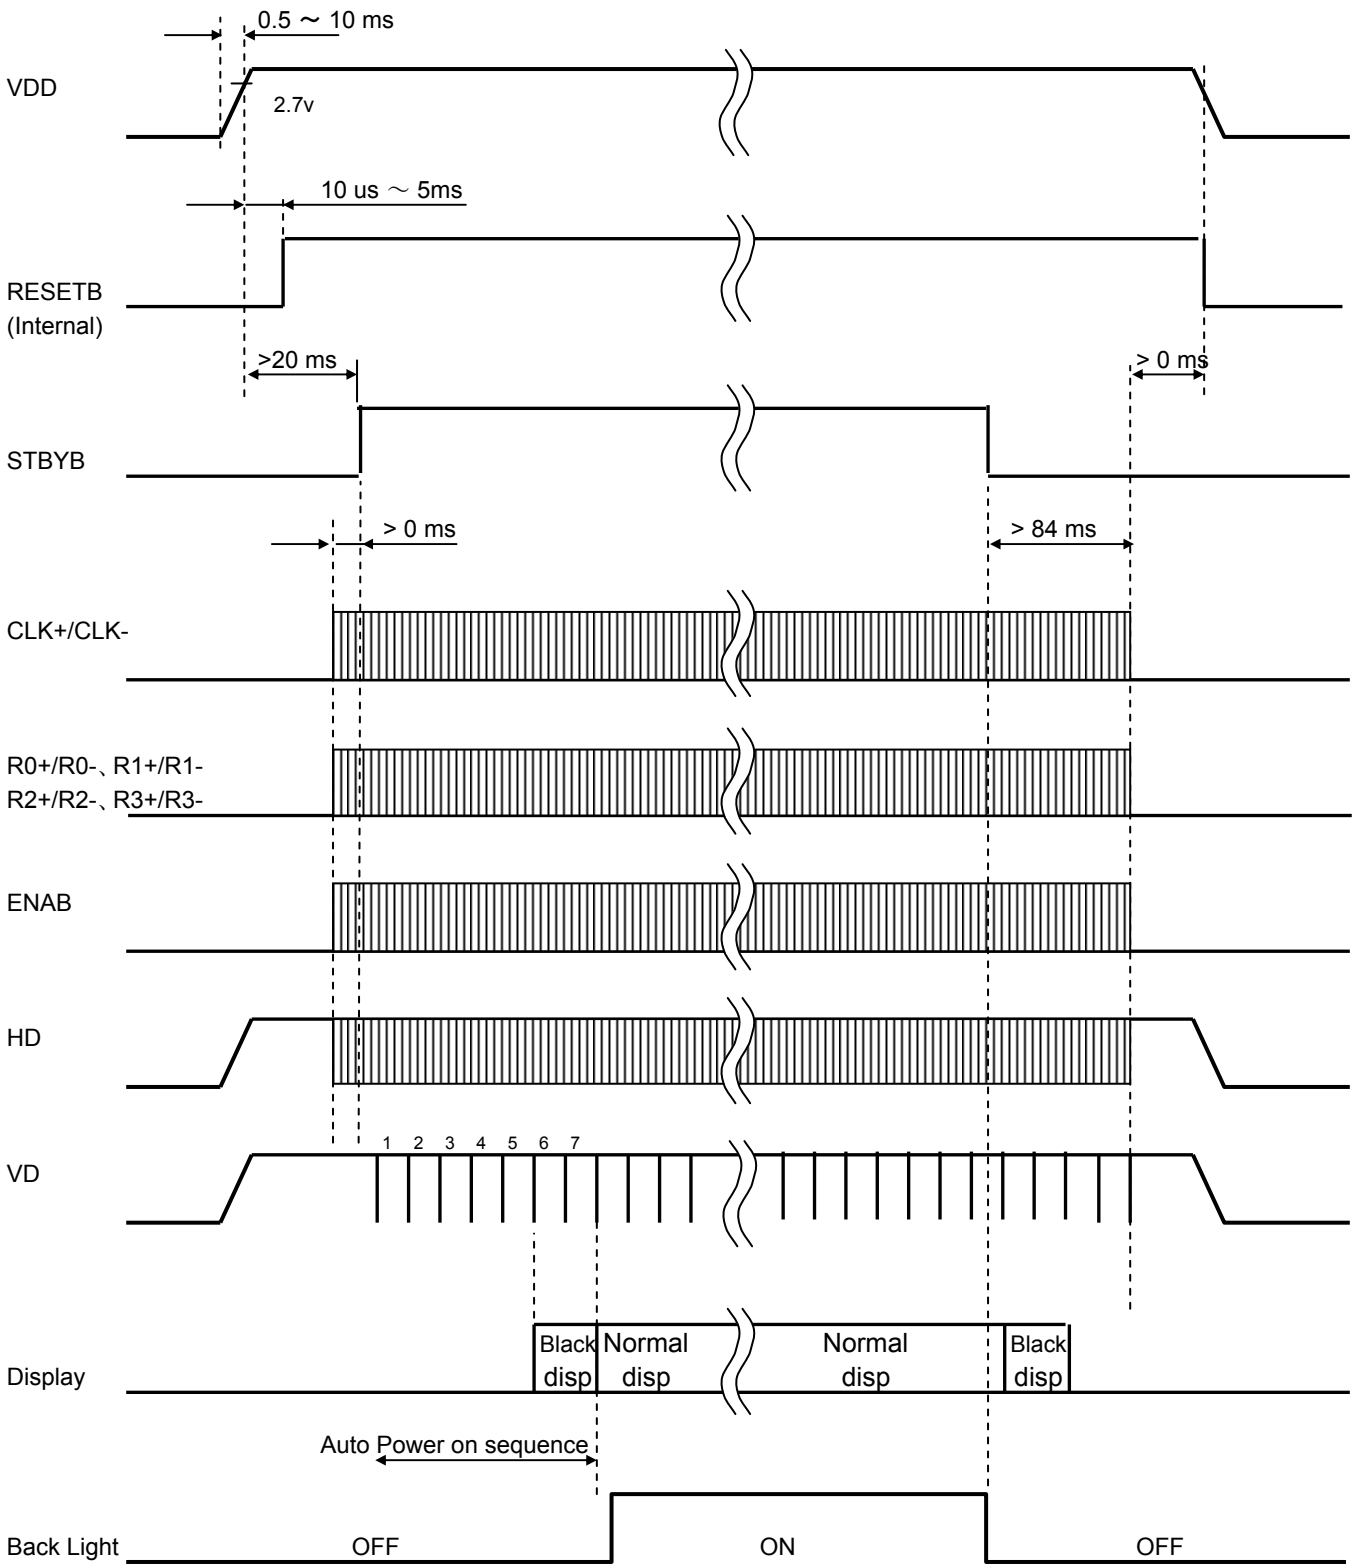 0.5 ～ 10 ms
VDD
2.7v
10 us ～ 5ms
RESETB
(Internal)
>20 ms
> 0 ms
STBYB
> 0 ms
> 84 ms
CLK+/CLK-
R0+/R0-、R1+/R1-
R2+/R2-、R3+/R3-
ENAB
HD
1 2 3 4 5 6 7
VD
Display
Black
disp
Normal
disp
Normal
disp
Black
disp
Auto Power on sequence
Back Light
OFF
ON
OFF